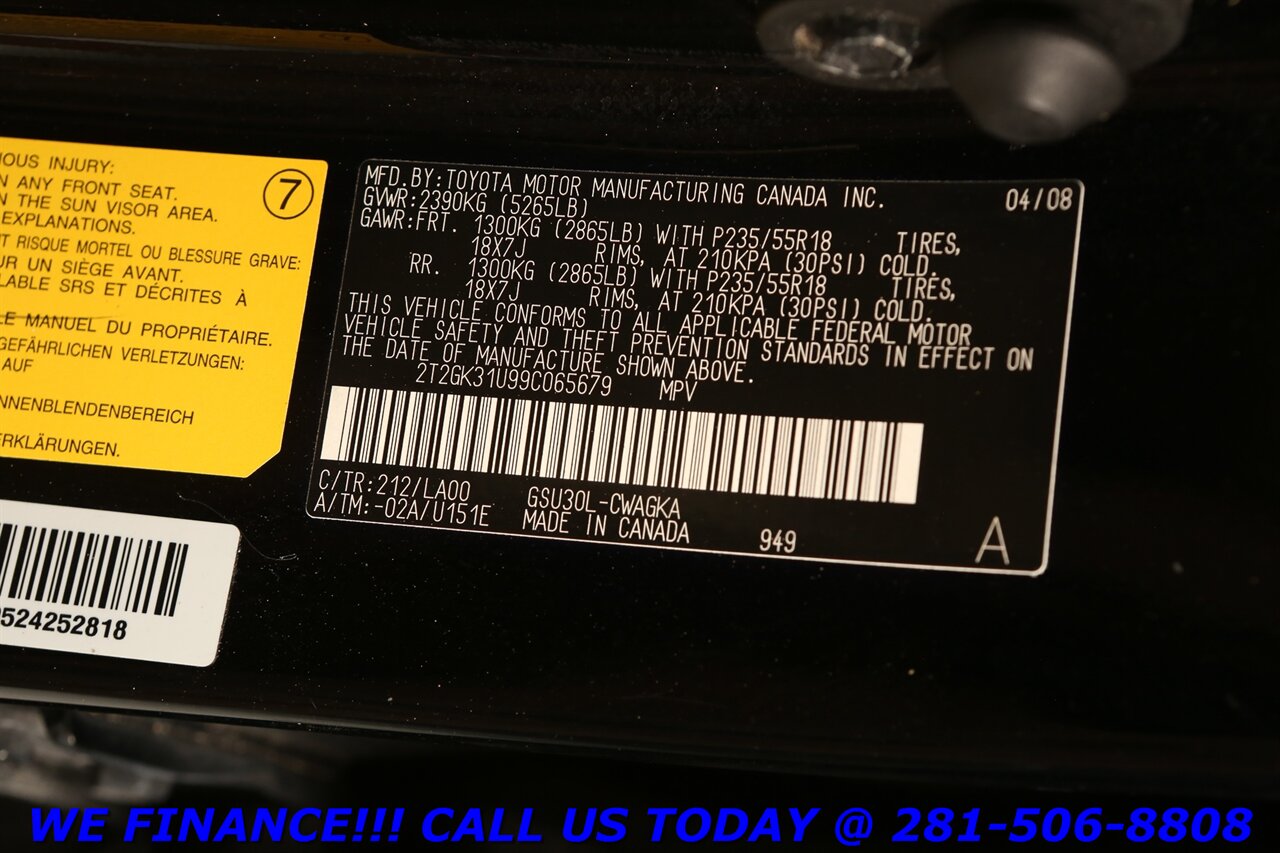 IOUS INJURY:
N ANY FRONT SEAT.
N THE SUN VISOR AREA.
EXPLANATIONS.
NT RISQUE MORTEL OU BLESSURE GRAVE:
UR UN SIÈGE AVANT.
LABLE SRS ET DÉCRITES À
LE MANUEL DU PROPRIÉTAIRE.
GEFÄHRLICHEN VERLETZUNGEN:
AUF
NNENBLENDENBEREICH
ERKLÄRUNGEN.
7
MFD. BY: TOYOTA MOTOR MANUFACTURING CANADA INC. 04/08
GVWR: 2390KG (5265LB)
GAWR: FRT. 1300KG (2865LB) WITH P235/55R18 TIRES,
18X7J RIMS, AT 210KPA (30PSI) COLD.
RR. 1300KG (2865LB) WITH P235/55R18 TIRES,
18X7J RIMS, AT 210KPA (30PSI) COLD.
THIS VEHICLE CONFORMS TO ALL APPLICABLE FEDERAL MOTOR
VEHICLE SAFETY AND THEFT PREVENTION STANDARDS IN EFFECT ON
THE DATE OF MANUFACTURE SHOWN ABOVE.
2T2GK31U99C065679 MPV
C/TR: 212/LA00 GSU30L-CWAGKA
A/TM: -02A/U151E MADE IN CANADA 949 A
524252818
WE FINANCE!!! CALL US TODAY @ 281-506-8808